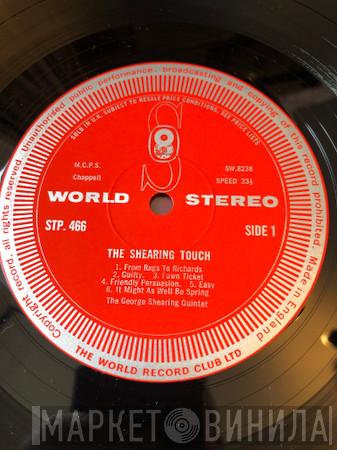 Copyright record, all rights reserved. Unauthorised public performance, broadcasting and copying of this record prohibited. Made in England
SOLD IN U.K. SUBJECT TO RESALE PRICE CONDITIONS, SEE PRICE LISTS
M.C.P.S.
Chappell
SW.8238
SPEED 33⅓
WORLD STEREO
STP. 466
SIDE 1
THE SHEARING TOUCH
1. From Rags To Richards
2. Guilty. 3. Fawn Ticket
4. Friendly Persuasion. 5. Easy
6. It Might As Well Be Spring
The George Shearing Quintet
THE WORLD RECORD CLUB LTD
МАРКЕТ ВИНИЛА